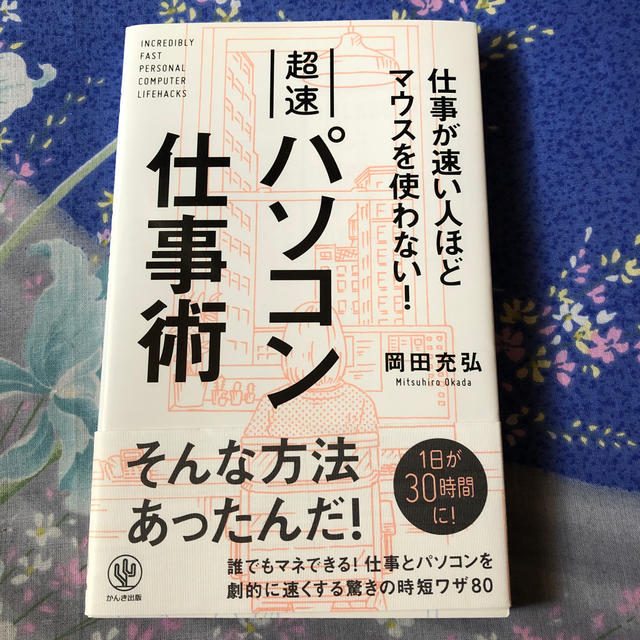 INCREDIBLY
FAST
PERSONAL
COMPUTER
LIFEHACKS
仕事が速い人ほど
マウスを使わない!
超速
パソコン
仕事術
岡田充弘
Mitsuhiro Okada
そんな方法
あったんだ!
1日が
30時間
に!
誰でもマネできる!仕事とパソコンを
劇的に速くする驚きの時短ワザ80
かんき出版